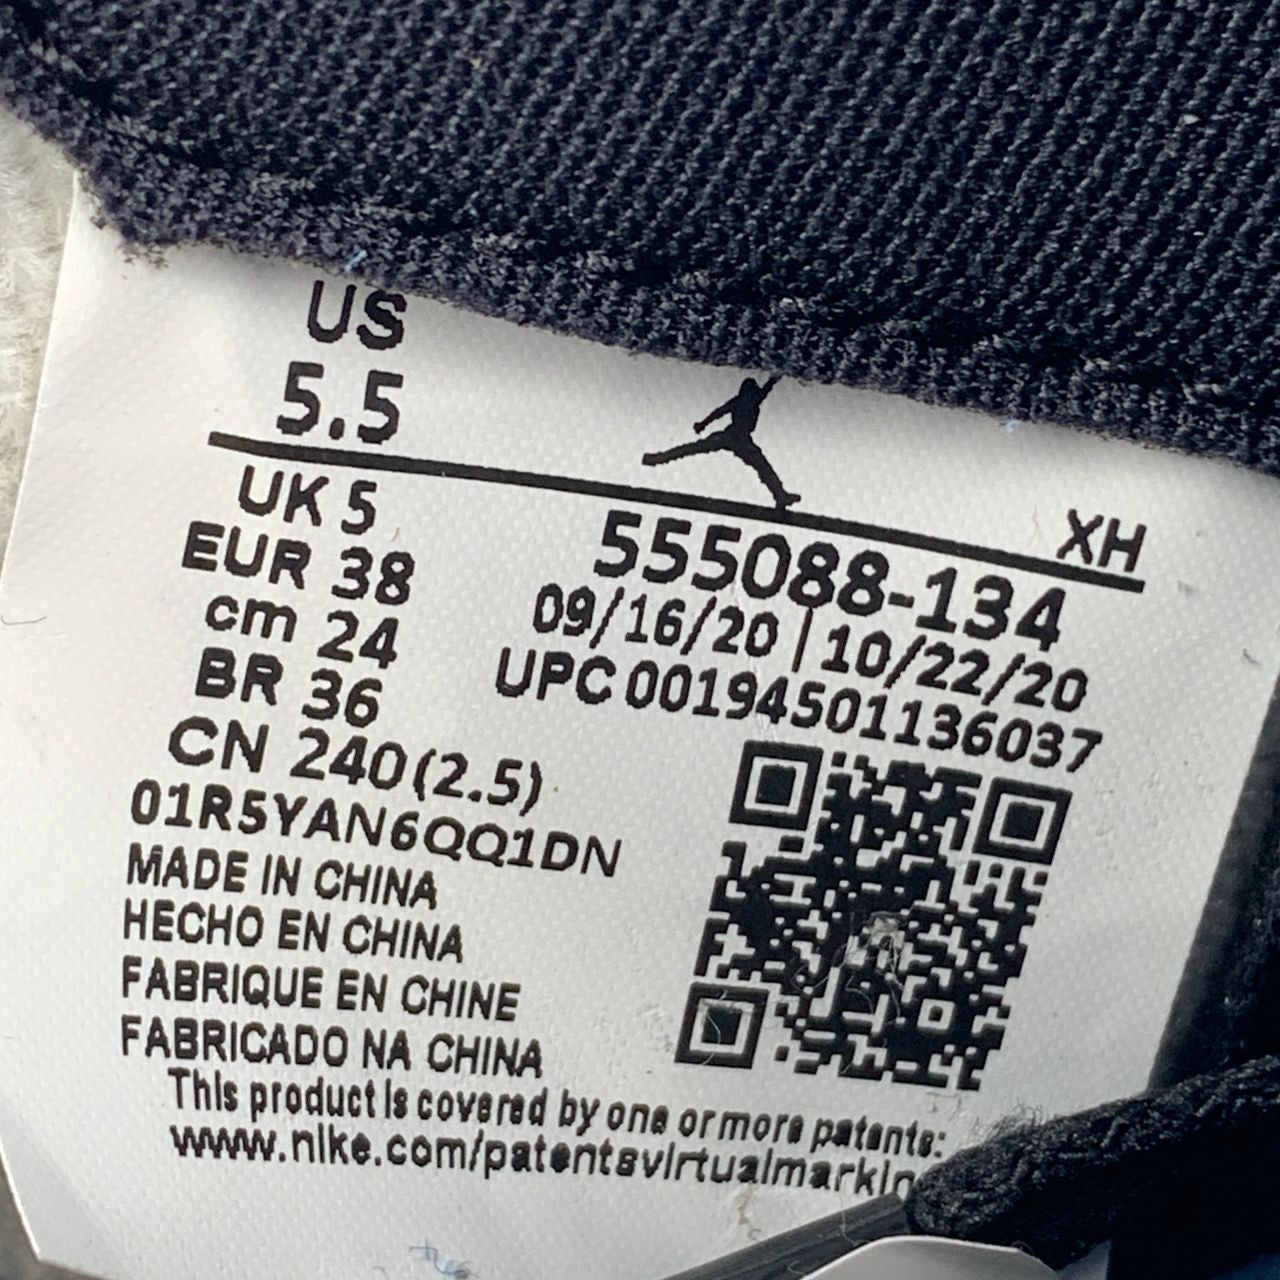 US
5.5
XH
UK 5
EUR 38
cm 24
BR 36
CN 240(2.5)
555088-134
09/16/20 | 10/22/20
UPC 00194501136037
01R5YAN6QQ1DN
MADE IN CHINA
HECHO EN CHINA
FABRIQUE EN CHINE
FABRICADO NA CHINA
This product is covered by one or more patents:
www.nike.com/patentsvirtualmarkin